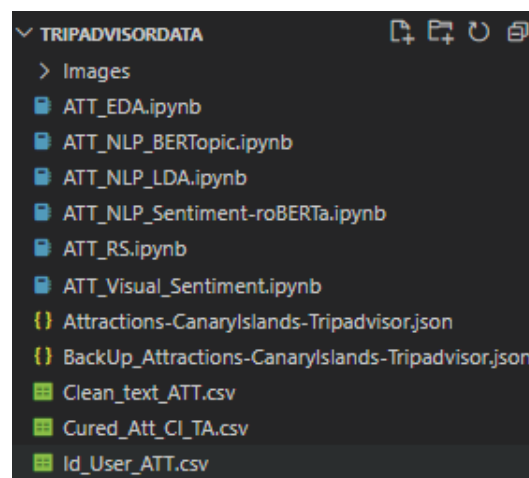 TRIPADVISORDATA
Images
ATT_EDA.ipynb
ATT_NLP_BERTopic.ipynb
ATT_NLP_LDA.ipynb
ATT_NLP_Sentiment-roBERTa.ipynb
ATT_RS.ipynb
ATT_Visual_Sentiment.ipynb
Attractions-CanaryIslands-Tripadvisor.json
BackUp_Attractions-CanaryIslands-Tripadvisor.json
Clean_text_ATT.csv
Cured_Att_CI_TA.csv
Id_User_ATT.csv